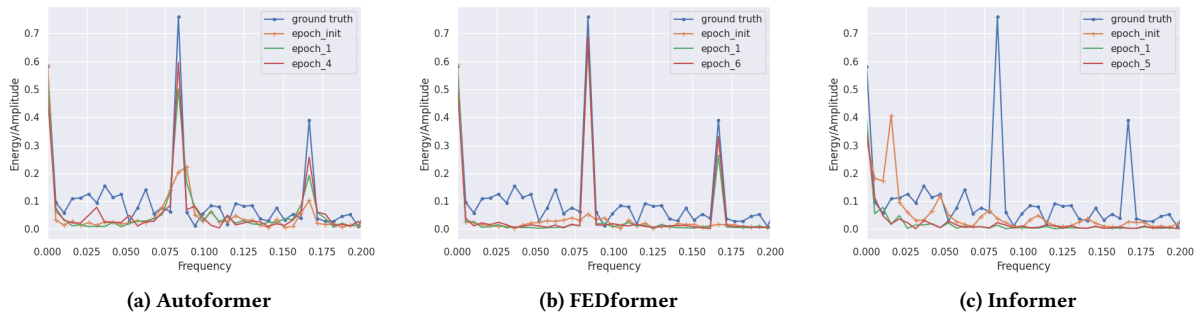 ground truth
epoch_init
epoch_1
epoch_4
0.7
0.6
0.5
0.4
0.3
0.2
0.1
0.0
Energy/Amplitude
0.000 0.025 0.050 0.075 0.100 0.125 0.150 0.175 0.200
Frequency
(a) Autoformer
ground truth
epoch_init
epoch_1
epoch_6
0.7
0.6
0.5
0.4
0.3
0.2
0.1
0.0
Energy/Amplitude
0.000 0.025 0.050 0.075 0.100 0.125 0.150 0.175 0.200
Frequency
(b) FEDformer
ground truth
epoch_init
epoch_1
epoch_5
0.7
0.6
0.5
0.4
0.3
0.2
0.1
0.0
Energy/Amplitude
0.000 0.025 0.050 0.075 0.100 0.125 0.150 0.175 0.200
Frequency
(c) Informer